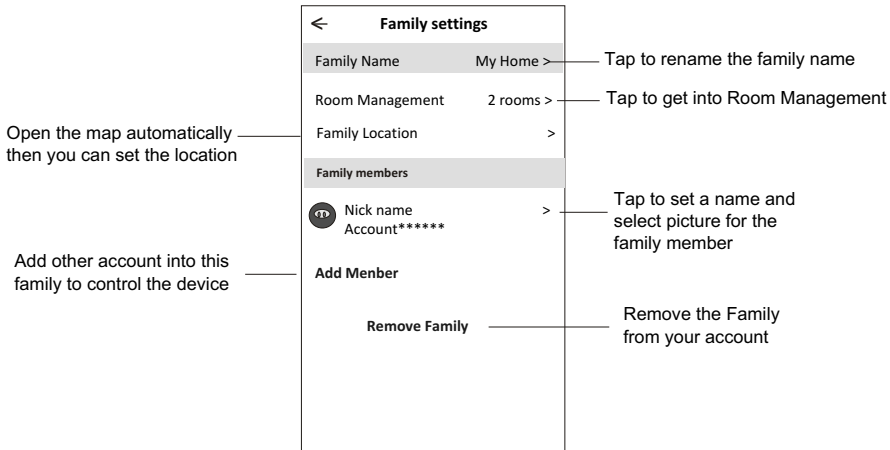 ← Family settings
Family Name My Home >
Tap to rename the family name
Room Management 2 rooms >
Tap to get into Room Management
Open the map automatically
then you can set the location
Family Location >
Family members
Nick name >
Account******
Tap to set a name and
select picture for the
family member
Add other account into this
family to control the device
Add Menber
Remove Family
Remove the Family
from your account